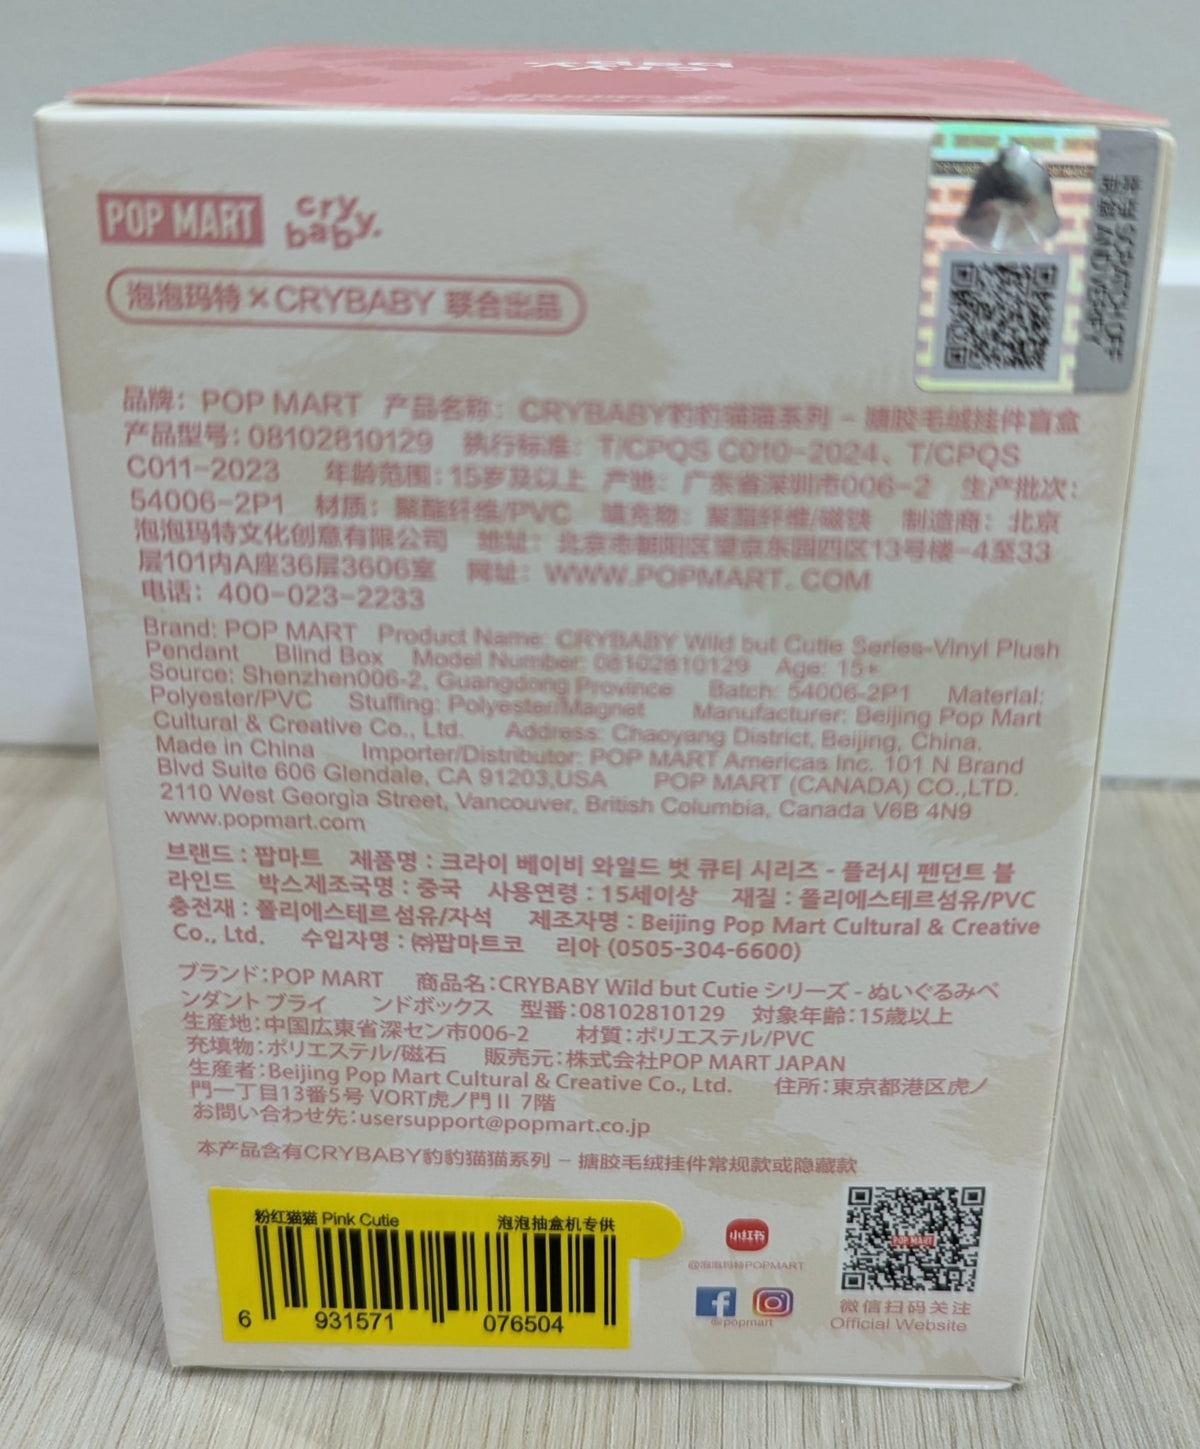 POP MART cry baby.
泡泡玛特×CRYBABY 联合出品
刮开 SCRATCH OFF
AND VERIFY
品牌：POP MART 产品名称：CRYBABY豹豹猫猫系列－搪胶毛绒挂件盲盒
产品型号：08102810129 执行标准：T/CPQS C010-2024、T/CPQS
C011-2023 年龄范围：15岁及以上 产地：广东省深圳市006-2 生产批次：
54006-2P1 材质：聚酯纤维/PVC 填充物：聚酯纤维/磁铁 制造商：北京
泡泡玛特文化创意有限公司 地址：北京市朝阳区望京东园四区13号楼-4至33
层101内A座36层3606室 网址：WWW.POPMART.COM
电话：400-023-2233
Brand: POP MART Product Name: CRYBABY Wild but Cutie Series-Vinyl Plush
Pendant Blind Box Model Number: 08102810129 Age: 15+
Source: Shenzhen006-2, Guangdong Province Batch: 54006-2P1 Material:
Polyester/PVC Stuffing: Polyester/Magnet Manufacturer: Beijing Pop Mart
Cultural & Creative Co., Ltd. Address: Chaoyang District, Beijing, China.
Made in China Importer/Distributor: POP MART Americas Inc. 101 N Brand
Blvd Suite 606 Glendale, CA 91203,USA POP MART (CANADA) CO.,LTD.
2110 West Georgia Street, Vancouver, British Columbia, Canada V6B 4N9
www.popmart.com
브랜드 : 팝마트 제품명 : 크라이 베이비 와일드 벗 큐티 시리즈 - 플러시 펜던트 블
라인드 박스제조국명 : 중국 사용연령 : 15세이상 재질 : 폴리에스테르섬유/PVC
충전재 : 폴리에스테르섬유/자석 제조자명 : Beijing Pop Mart Cultural & Creative
Co., Ltd. 수입자명 : ㈜팝마트코 리아 (0505-304-6600)
ブランド：POP MART 商品名：CRYBABY Wild but Cutie シリーズ - ぬいぐるみペ
ンダント ブライ ンドボックス 型番：08102810129 対象年齢：15歳以上
生産地：中国広東省深セン市006-2 材質：ポリエステル/PVC
充填物：ポリエステル/磁石 販売元：株式会社POP MART JAPAN
生産者：Beijing Pop Mart Cultural & Creative Co., Ltd. 住所：東京都港区虎ノ
門一丁目13番5号 VORT虎ノ門Ⅱ 7階
お問い合わせ先：usersupport@popmart.co.jp
本产品含有CRYBABY豹豹猫猫系列－搪胶毛绒挂件常规款或隐藏款
粉红猫猫 Pink Cutie 泡泡抽盒机专供
6 931571 076504
小红书
@泡泡玛特POPMART
@popmart
POP MART
微信扫码关注
Official Website